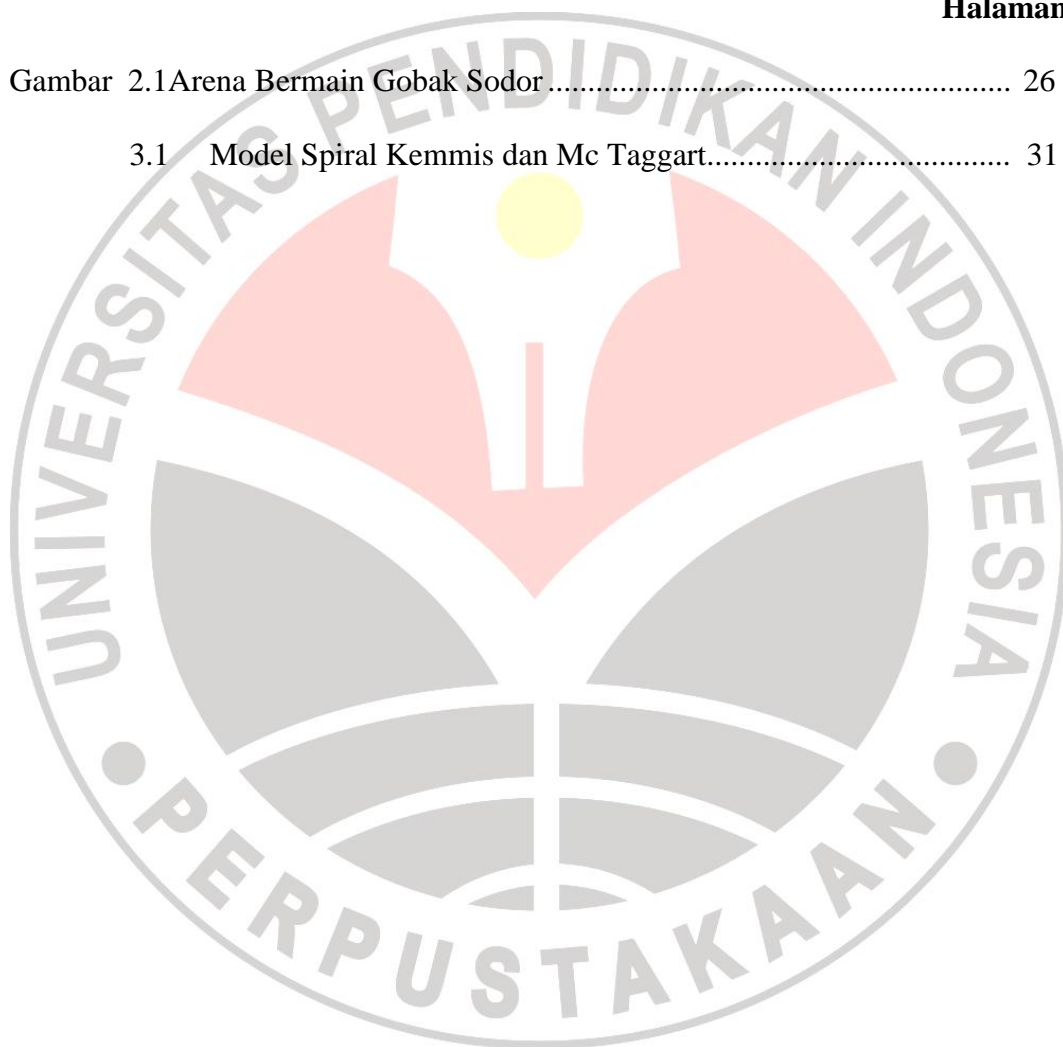 Halaman
Gambar 2.1Arena Bermain Gobak Sodor ........................................................ 26
3.1 Model Spiral Kemmis dan Mc Taggart..................................... 31
UNIVERSITAS PENDIDIKAN INDONESIA
PERPUSTAKAAN